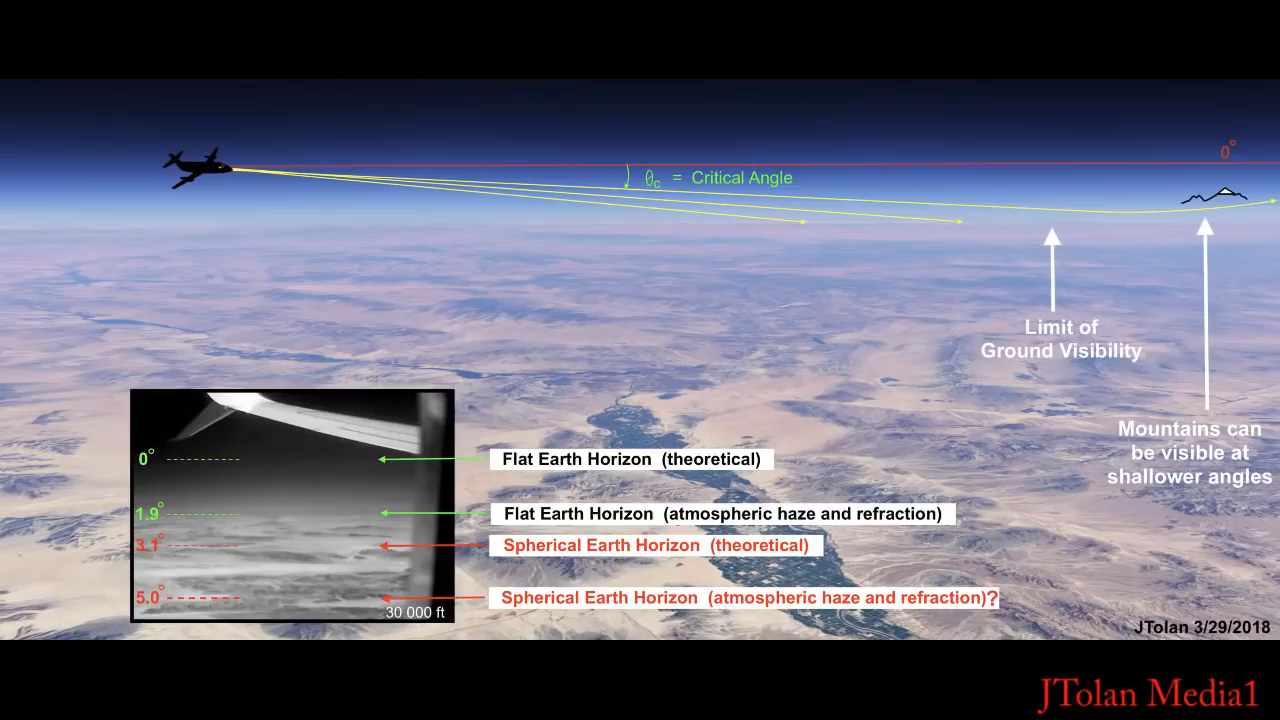 0°
θc = Critical Angle
Limit of
Ground Visibility
Mountains can
be visible at
shallower angles
0°
Flat Earth Horizon (theoretical)
1.9°
Flat Earth Horizon (atmospheric haze and refraction)
3.1°
Spherical Earth Horizon (theoretical)
5.0°
Spherical Earth Horizon (atmospheric haze and refraction)?
30 000 ft
JTolan 3/29/2018
JTolan Media1